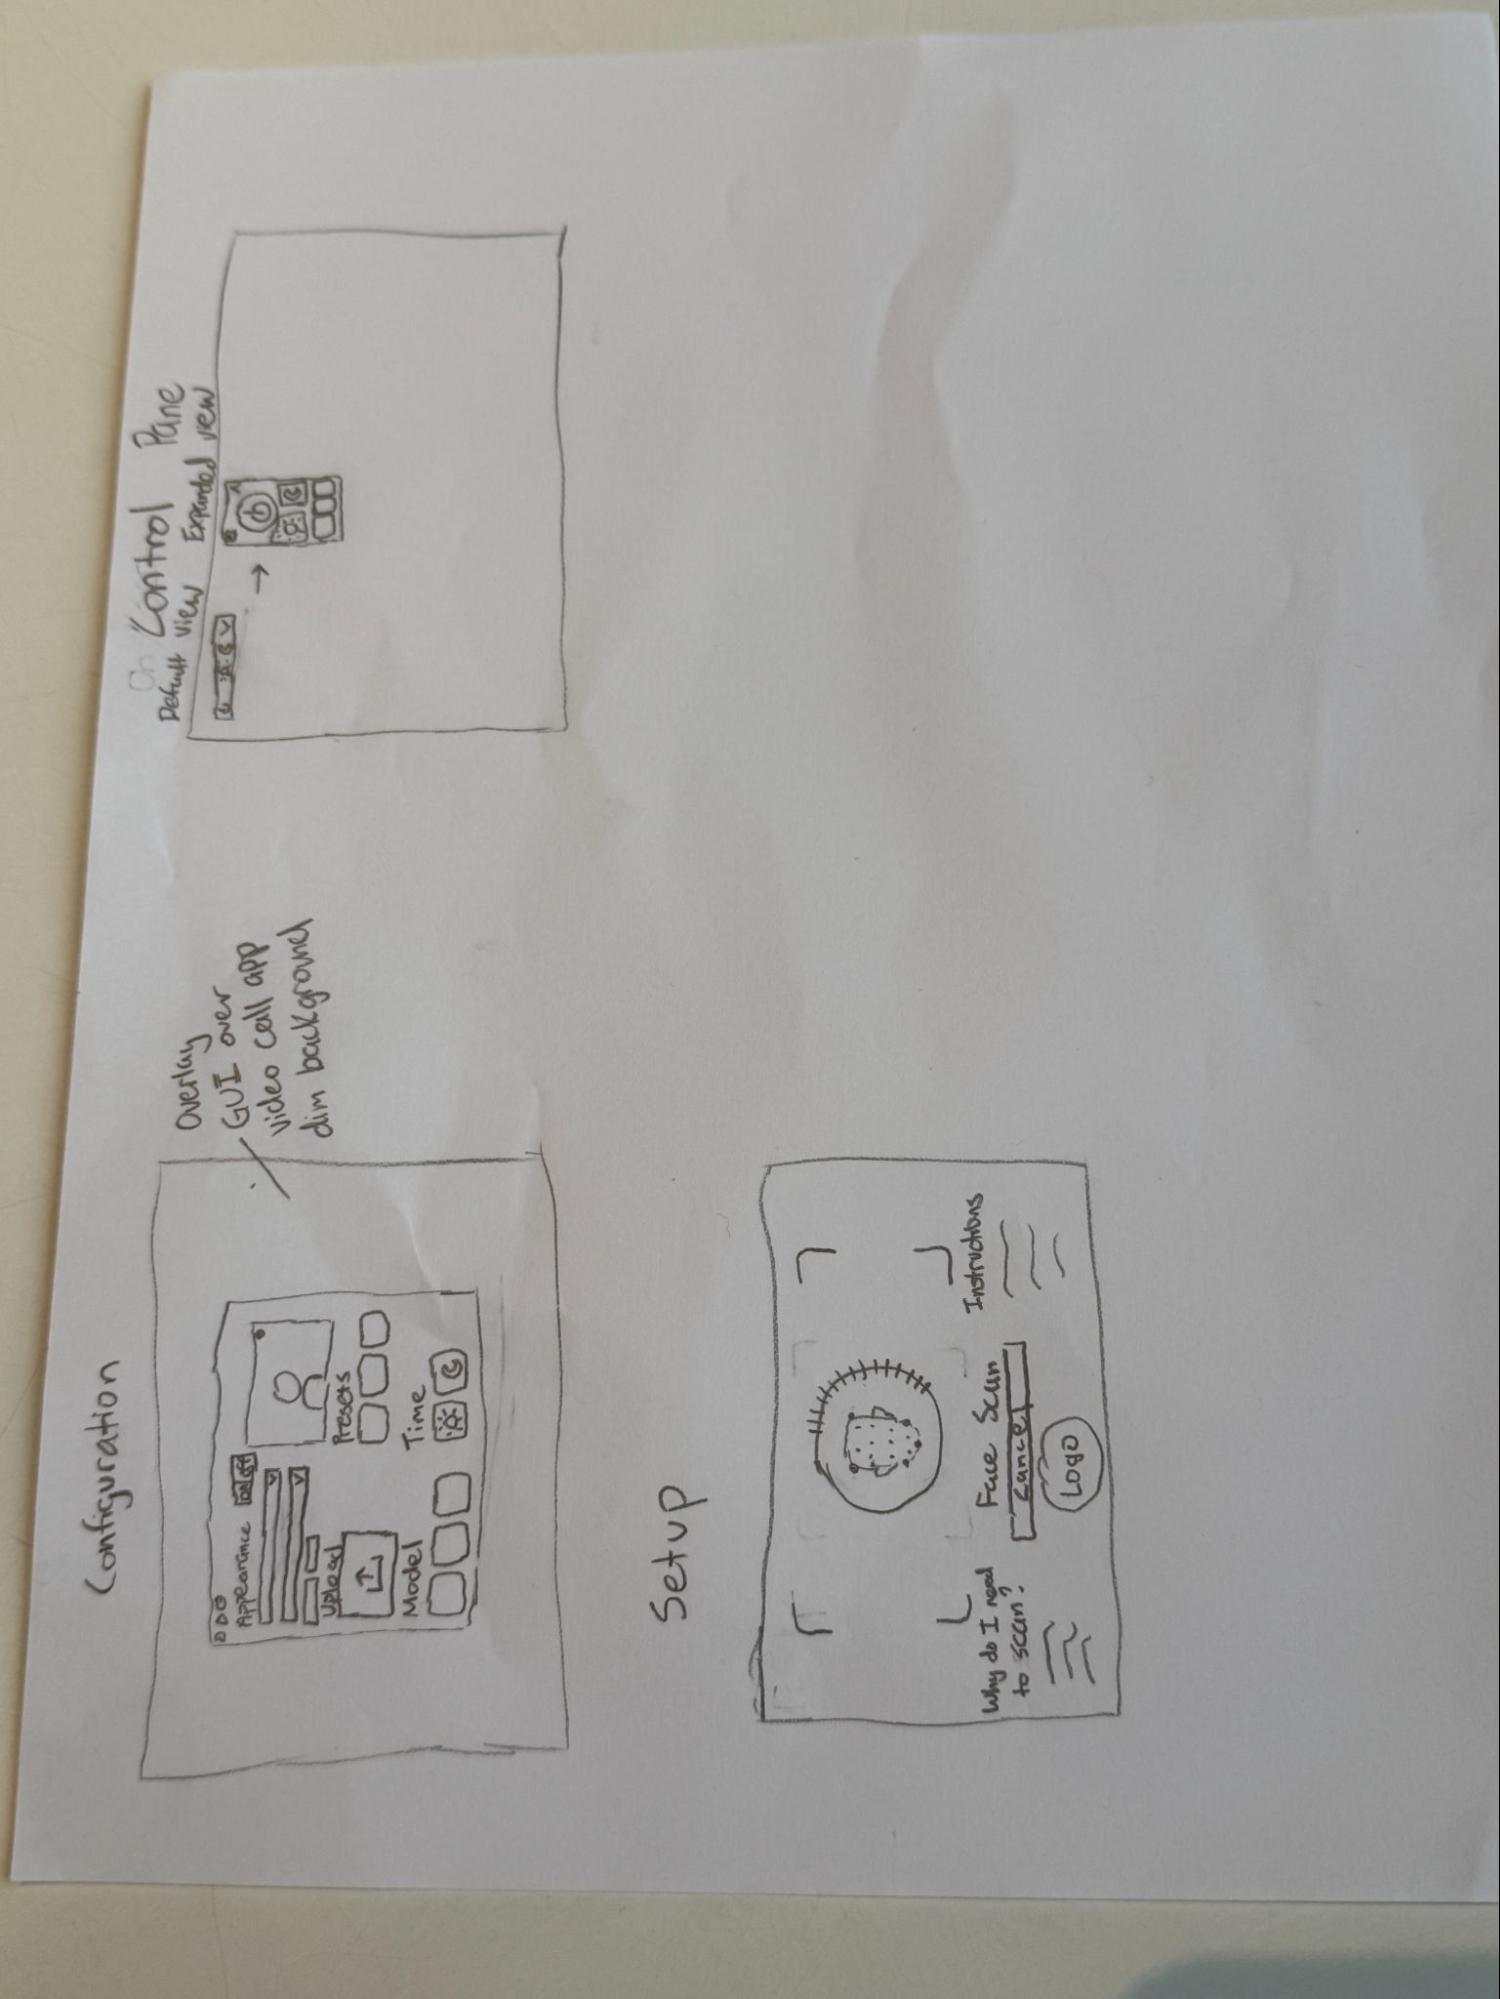 Configuration
Appearance
on off
Upload
Model
Presets
Time
Overlay
GUI over
video call app
dim background
Control Pane
Default view Expanded view
Setup
Why do I need
to scan?
Face Scan
Cancel
Logo
Instructions